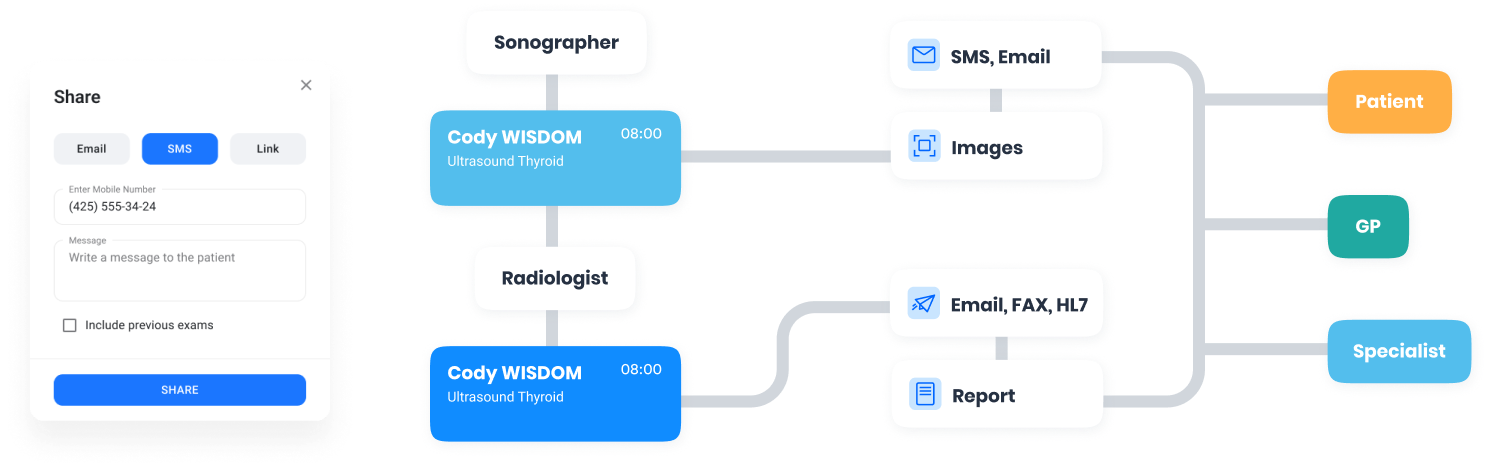 Share
Email
SMS
Link
Enter Mobile Number
(425) 555-34-24
Message
Write a message to the patient
Include previous exams
SHARE
Sonographer
Cody WISDOM
08:00
Ultrasound Thyroid
Radiologist
Cody WISDOM
08:00
Ultrasound Thyroid
SMS, Email
Images
Email, FAX, HL7
Report
Patient
GP
Specialist